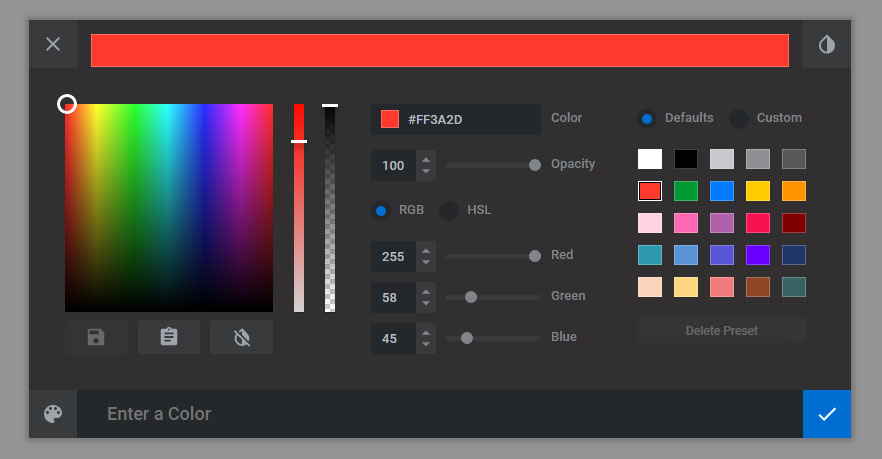 #FF3A2D Color
Defaults Custom
100 Opacity
RGB HSL
255 Red
58 Green
45 Blue
Delete Preset
Enter a Color